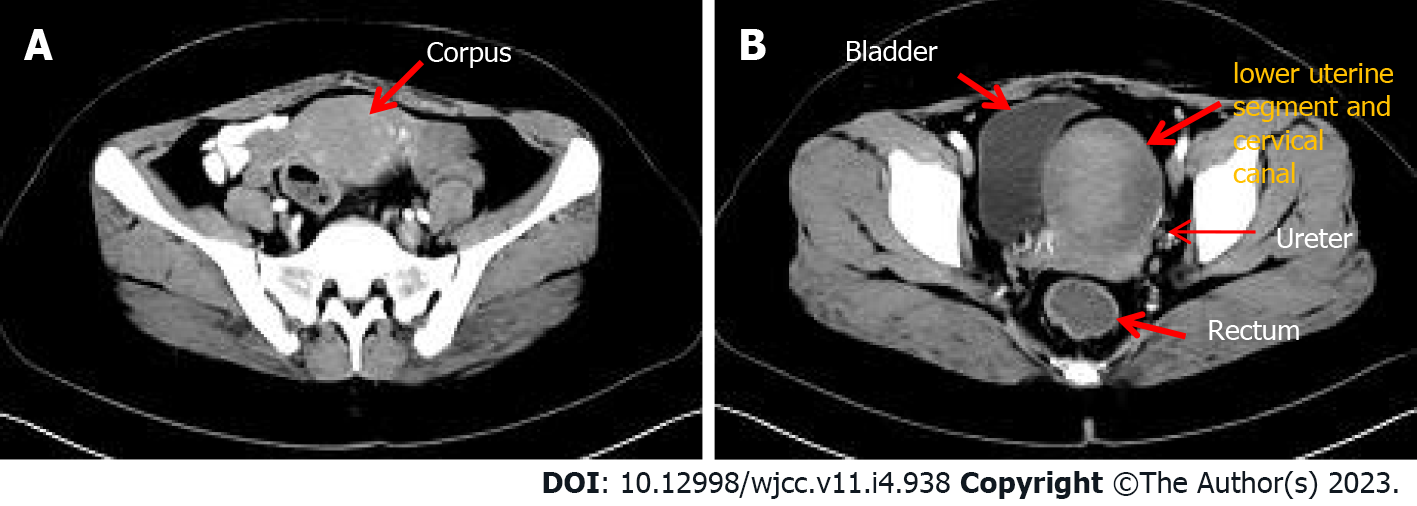 A
Corpus
B
Bladder
lower uterine
segment and
cervical
canal
Ureter
Rectum
DOI: 10.12998/wjcc.v11.i4.938 Copyright ©The Author(s) 2023.